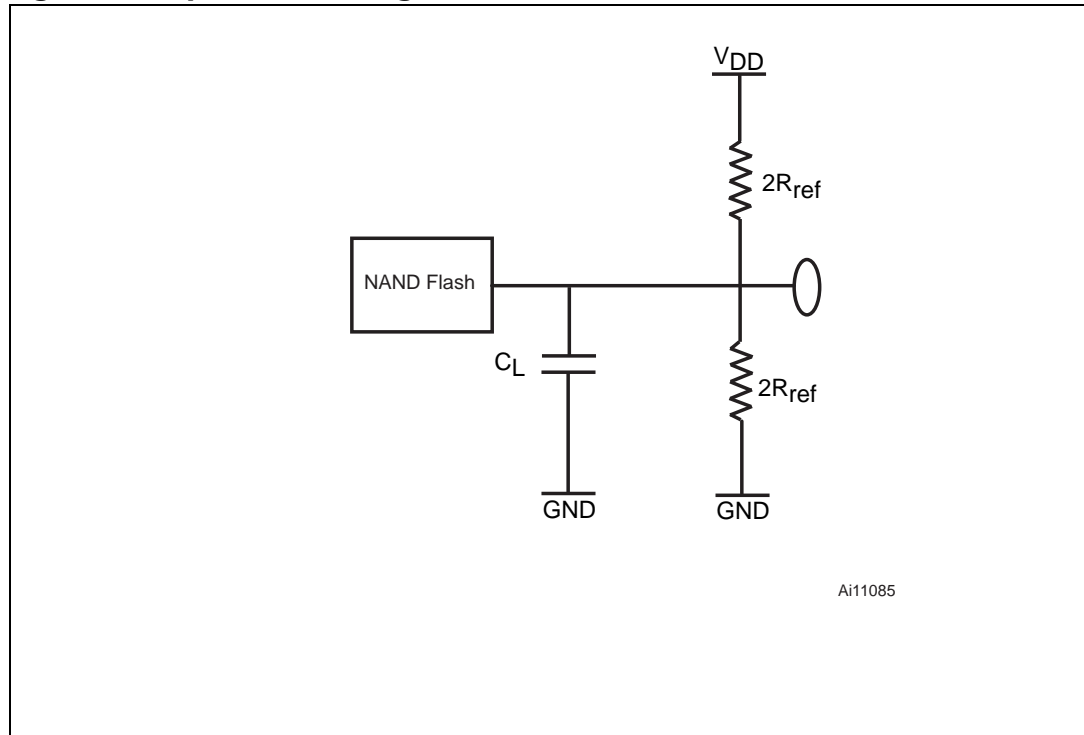 VDD
2Rref
NAND Flash
CL
2Rref
GND
GND
Ai11085